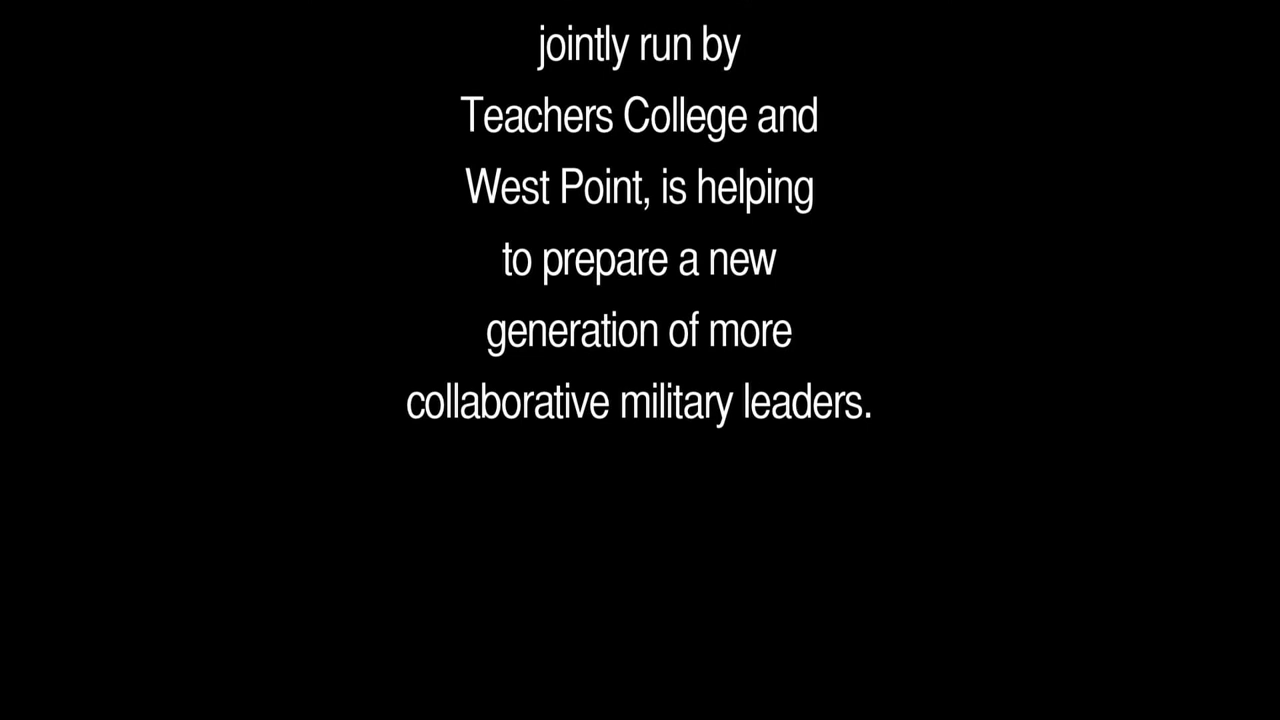 jointly run by
Teachers College and
West Point, is helping
to prepare a new
generation of more
collaborative military leaders.